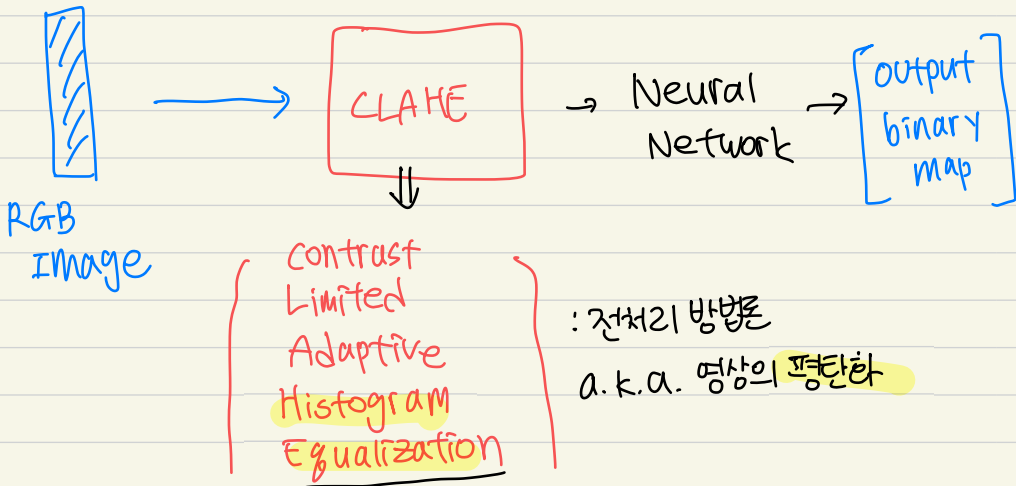 RGB
Image
CLAHE
Neural
Network
output
binary
map
Contrast
Limited
Adaptive
Histogram
Equalization
: 전처리 방법론
a.k.a. 영상의 평탄화